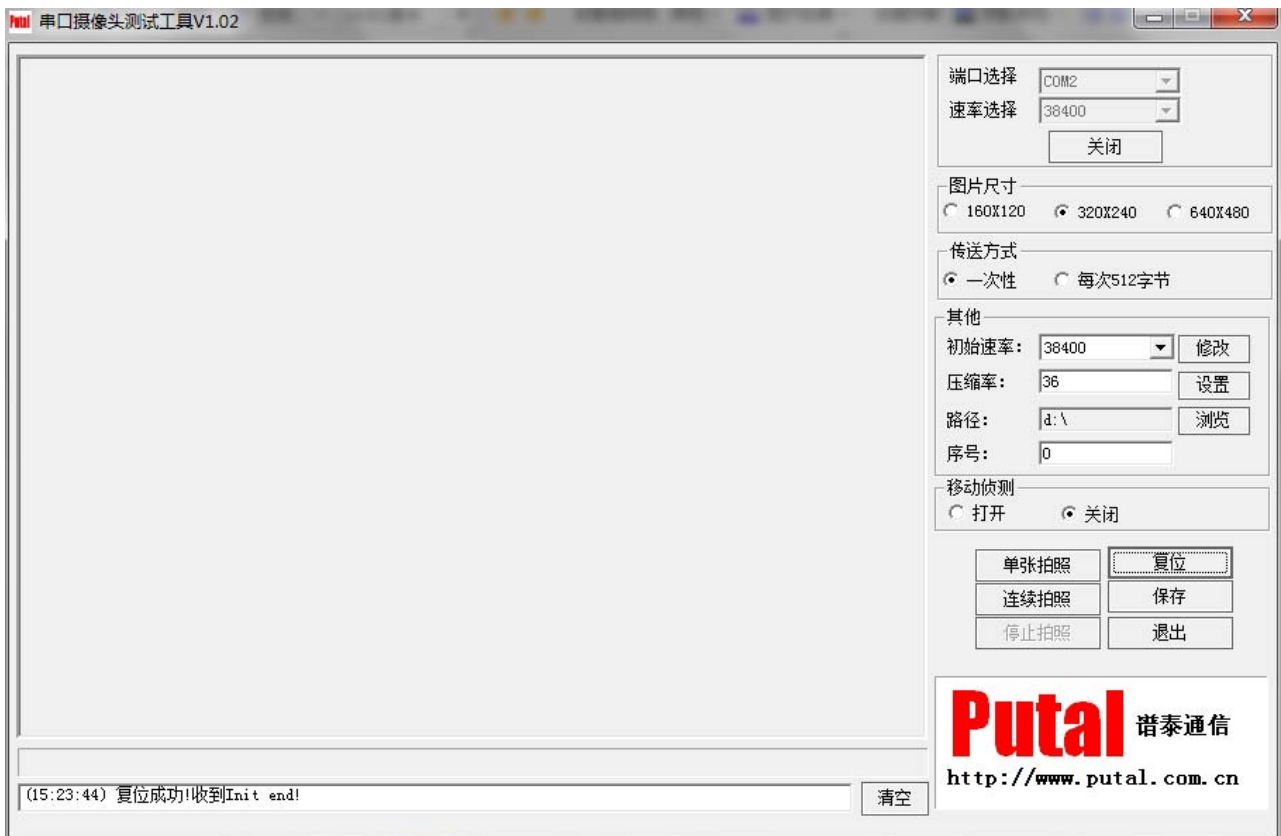 Putal 串口摄像头测试工具V1.02
端口选择 COM2
速率选择 38400
关闭
图片尺寸
160X120 320X240 640X480
传送方式
一次性 每次512字节
其他
初始速率: 38400 修改
压缩率: 36 设置
路径: d:\ 浏览
序号: 0
移动侦测
打开 关闭
单张拍照 复位
连续拍照 保存
停止拍照 退出
Putal 谱泰通信
http://www.putal.com.cn
(15:23:44) 复位成功!收到Init end!
清空